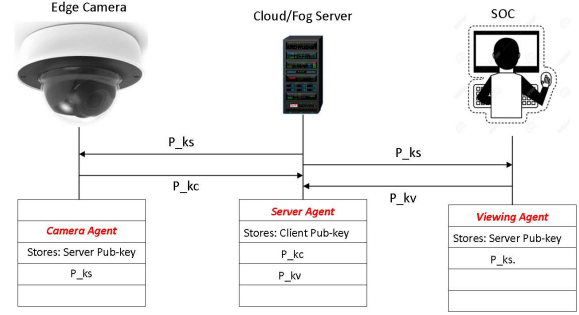 Edge Camera
Cloud/Fog Server
SOC
P_ks
P_ks
P_kc
P_kv
Camera Agent
Stores: Server Pub-key
P_ks
Server Agent
Stores: Client Pub-key
P_kc
P_kv
Viewing Agent
Stores: Server Pub-key
P_ks.